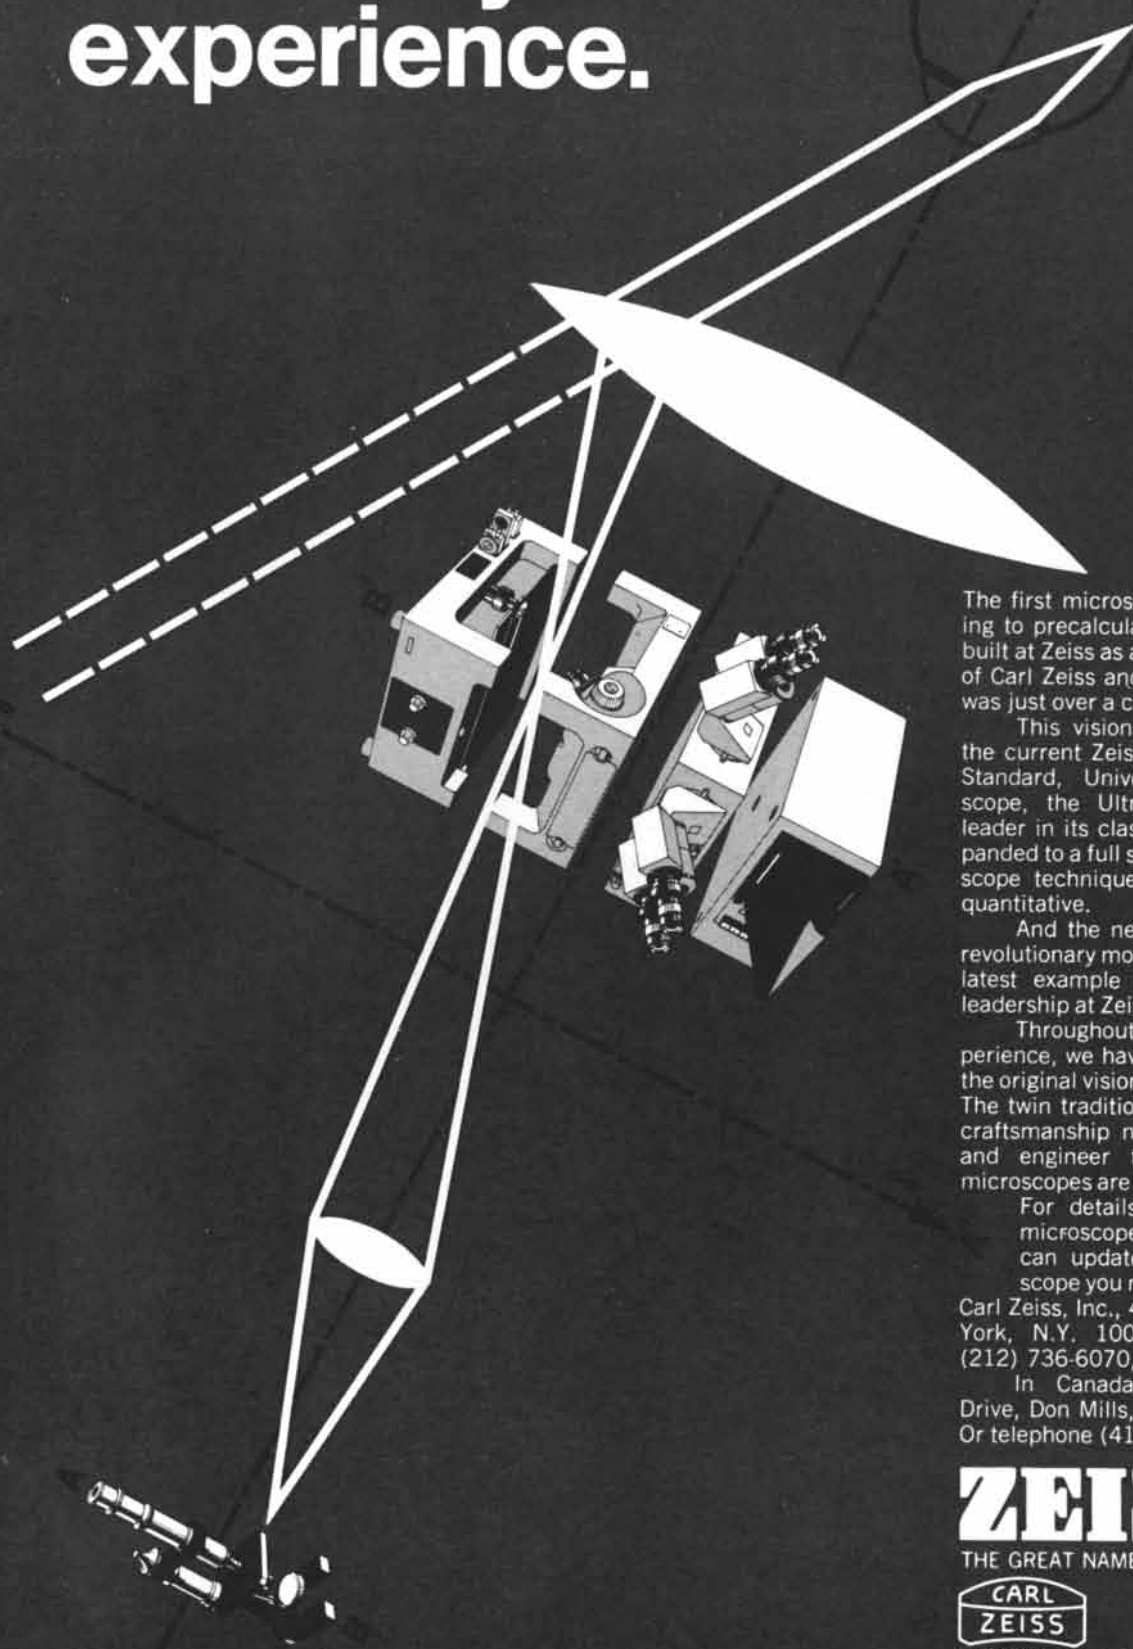 experience.
The first micros
ing to precalcula
built at Zeiss as a
of Carl Zeiss an
was just over a c
This vision
the current Zeis
Standard, Unive
scope, the Ultr
leader in its clas
panded to a full s
scope technique
quantitative.
And the ne
revolutionary mo
latest example
leadership at Zei
Throughout
perience, we hav
the original vision
The twin traditio
craftsmanship n
and engineer
microscopes are
For details
microscope
can update
scope you
Carl Zeiss, Inc., 4
York, N.Y. 100
(212) 736-6070,
In Canada
Drive, Don Mills,
Or telephone (41
ZEI
THE GREAT NAME
CARL
ZEISS